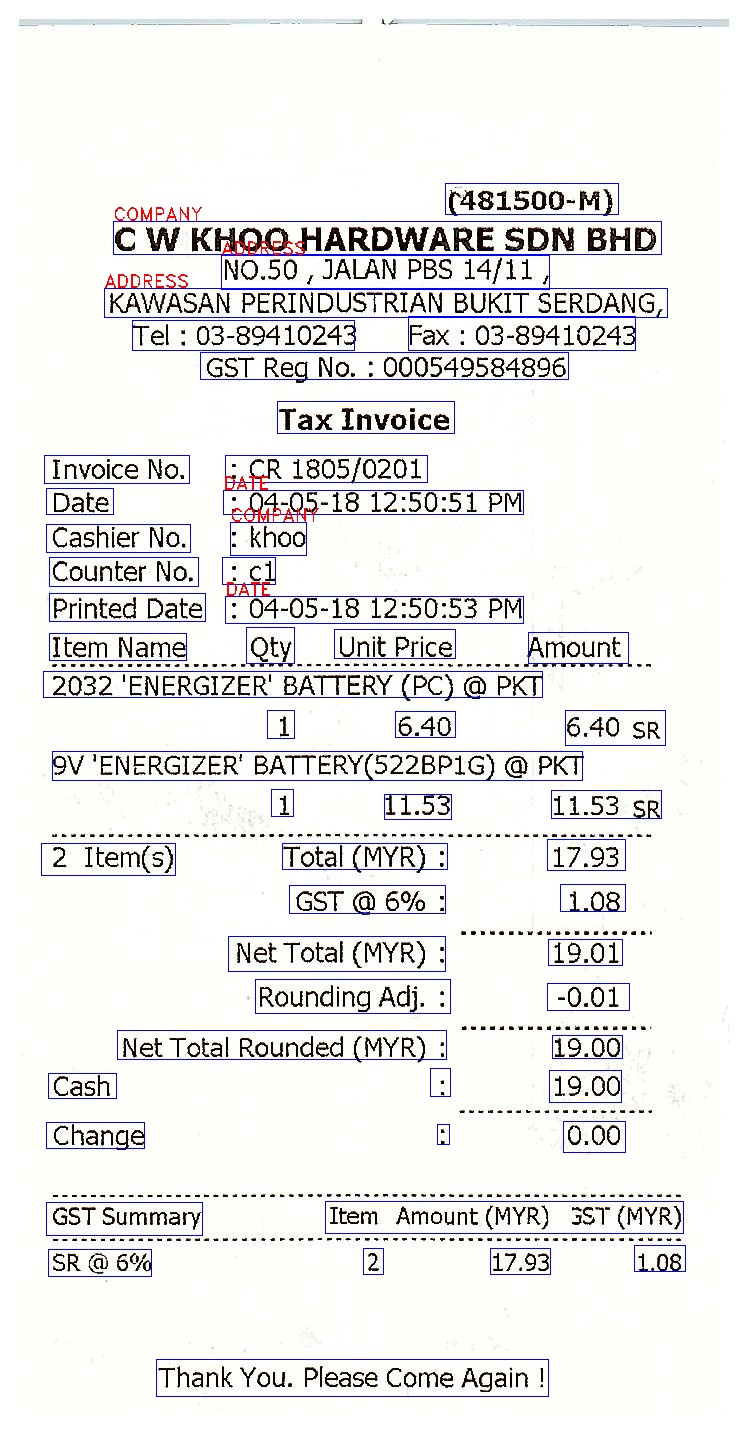 (481500-M)
COMPANY
C W KHOO HARDWARE SDN BHD
ADDRESS
NO.50 , JALAN PBS 14/11 ,
ADDRESS
KAWASAN PERINDUSTRIAN BUKIT SERDANG,
Tel : 03-89410243 Fax : 03-89410243
GST Reg No. : 000549584896
Tax Invoice
Invoice No. : CR 1805/0201
DATE
Date : 04-05-18 12:50:51 PM
COMPANY
Cashier No. : khoo
Counter No. : c1
DATE
Printed Date : 04-05-18 12:50:53 PM
Item Name Qty Unit Price Amount
2032 'ENERGIZER' BATTERY (PC) @ PKT
1 6.40 6.40 SR
9V 'ENERGIZER' BATTERY(522BP1G) @ PKT
1 11.53 11.53 SR
2 Item(s) Total (MYR) : 17.93
GST @ 6% : 1.08
Net Total (MYR) : 19.01
Rounding Adj. : -0.01
Net Total Rounded (MYR) : 19.00
Cash : 19.00
Change : 0.00
GST Summary Item Amount (MYR) GST (MYR)
SR @ 6% 2 17.93 1.08
Thank You. Please Come Again !